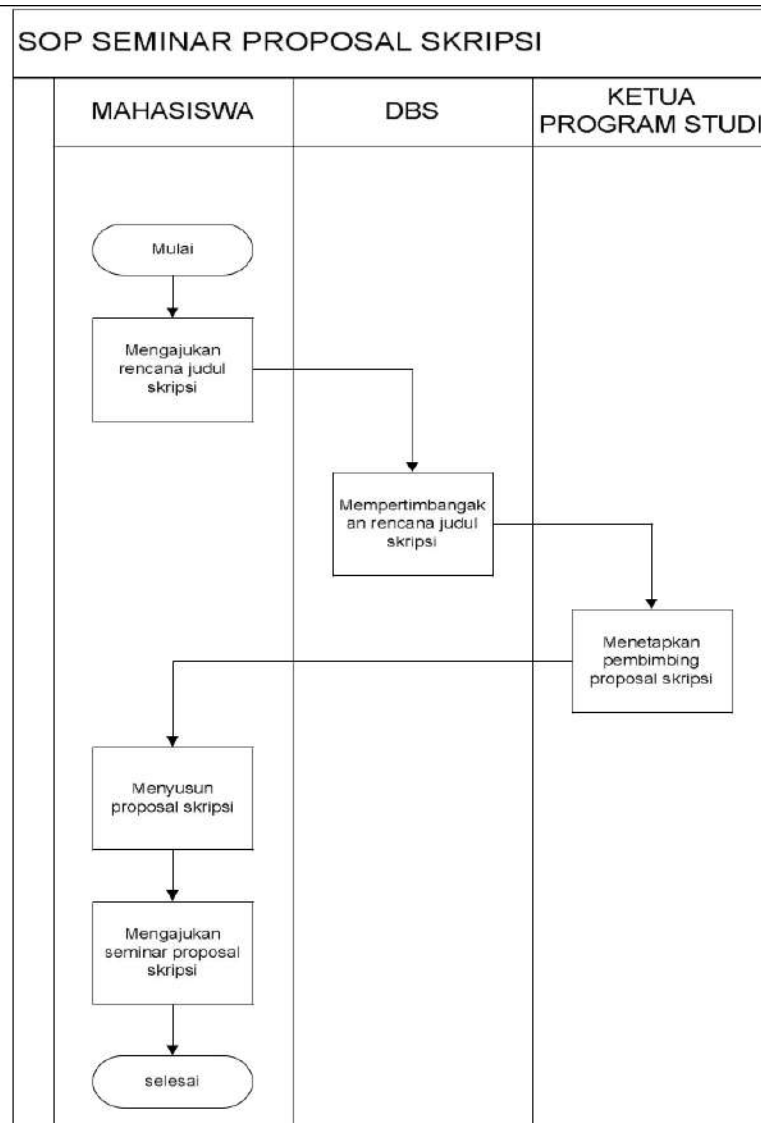 SOP SEMINAR PROPOSAL SKRIPSI
MAHASISWA
DBS
KETUA
PROGRAM STUDI
Mulai
Mengajukan
rencana judul
skripsi
Mempertimbangak
an rencana judul
skripsi
Menetapkan
pembimbing
proposal skripsi
Menyusun
proposal skripsi
Mengajukan
seminar proposal
skripsi
selesai